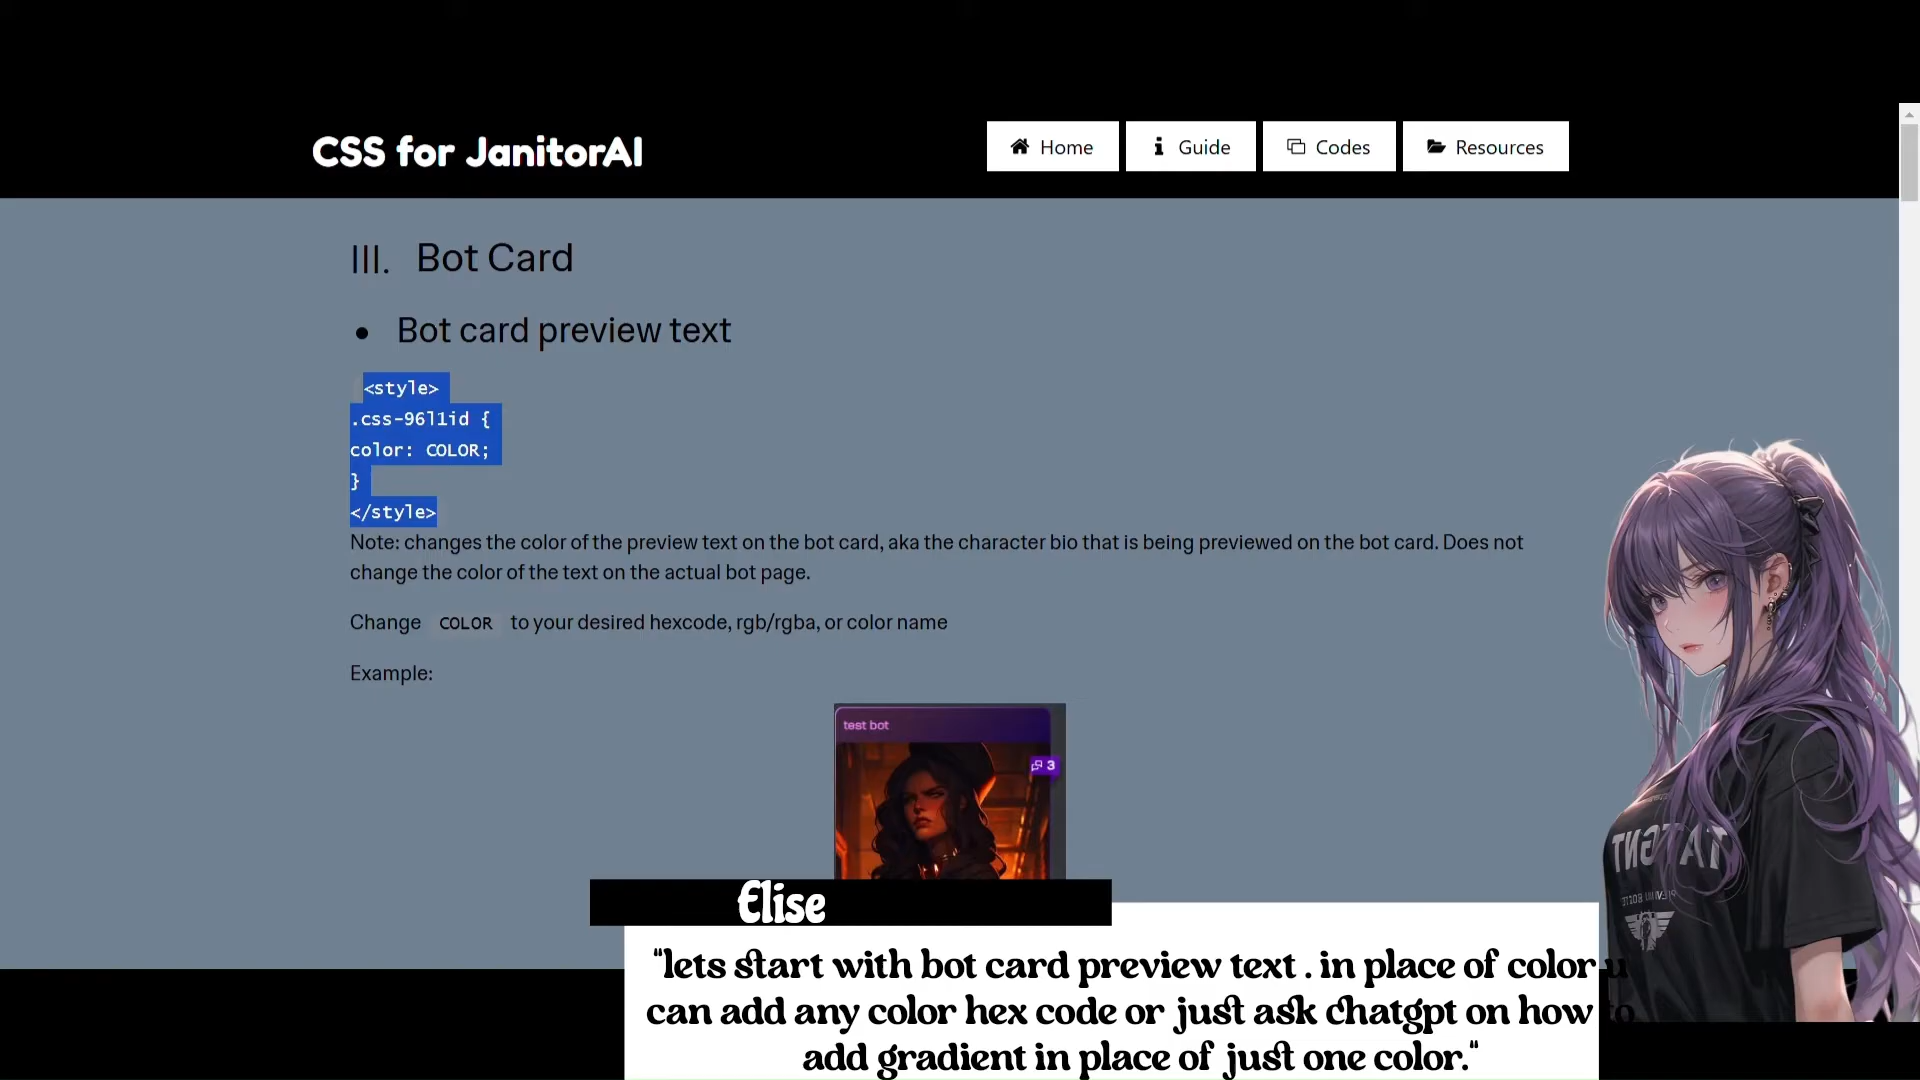 CSS for JanitorAI
Home
Guide
Codes
Resources
III. Bot Card
• Bot card preview text
<style>
.css-96l1id {
color: COLOR;
}
</style>
Note: changes the color of the preview text on the bot card, aka the character bio that is being previewed on the bot card. Does not
change the color of the text on the actual bot page.
Change COLOR to your desired hexcode, rgb/rgba, or color name
Example:
test bot
3
Elise
"lets start with bot card preview text . in place of color u
can add any color hex code or just ask chatgpt on how to
add gradient in place of just one color."